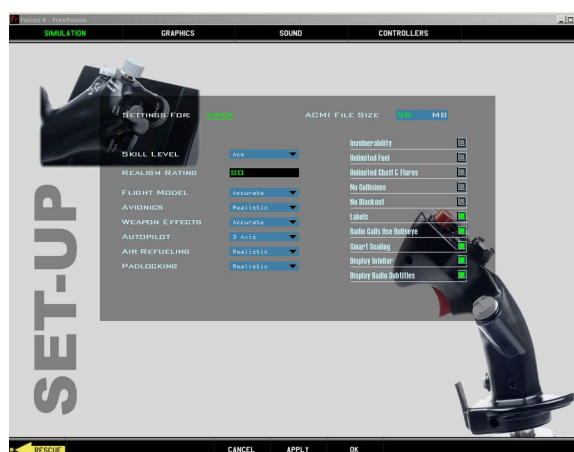 Falcon 4 - FreeFalcon
SIMULATION GRAPHICS SOUND CONTROLLERS
SETTINGS FOR: VIPER ACMI FILE SIZE 50 MB
SKILL LEVEL Ace
REALISM RATING 80
FLIGHT MODEL Accurate
AVIONICS Realistic
WEAPON EFFECTS Accurate
AUTOPILOT 3 Axis
AIR REFUELING Realistic
PADLOCKING Realistic
Invulnerability
Unlimited Fuel
Unlimited Chaff & Flares
No Collisions
No Blackout
Labels
Radio Calls Use Bullseye
Smart Scaling
Display InfoBar
Display Radio Subtitles
SET-UP
RESCUE CANCEL APPLY OK